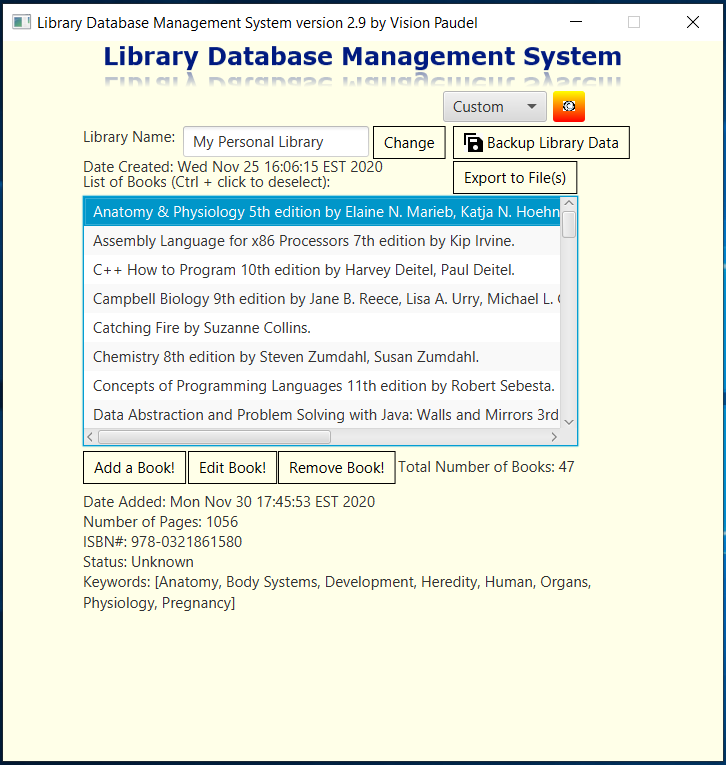 Library Database Management System version 2.9 by Vision Paudel
Library Database Management System
Custom
Library Name: My Personal Library Change Backup Library Data
Date Created: Wed Nov 25 16:06:15 EST 2020
List of Books (Ctrl + click to deselect): Export to File(s)
Anatomy & Physiology 5th edition by Elaine N. Marieb, Katja N. Hoehn
Assembly Language for x86 Processors 7th edition by Kip Irvine.
C++ How to Program 10th edition by Harvey Deitel, Paul Deitel.
Campbell Biology 9th edition by Jane B. Reece, Lisa A. Urry, Michael L.
Catching Fire by Suzanne Collins.
Chemistry 8th edition by Steven Zumdahl, Susan Zumdahl.
Concepts of Programming Languages 11th edition by Robert Sebesta.
Data Abstraction and Problem Solving with Java: Walls and Mirrors 3rd
Add a Book! Edit Book! Remove Book! Total Number of Books: 47
Date Added: Mon Nov 30 17:45:53 EST 2020
Number of Pages: 1056
ISBN#: 978-0321861580
Status: Unknown
Keywords: [Anatomy, Body Systems, Development, Heredity, Human, Organs,
Physiology, Pregnancy]